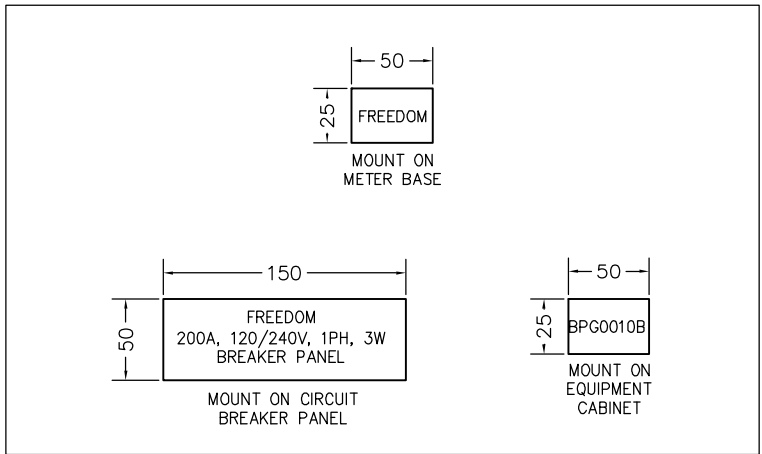 50
25
FREEDOM
MOUNT ON
METER BASE
150
50
FREEDOM
200A, 120/240V, 1PH, 3W
BREAKER PANEL
MOUNT ON CIRCUIT
BREAKER PANEL
50
25
BPG0010B
MOUNT ON
EQUIPMENT
CABINET